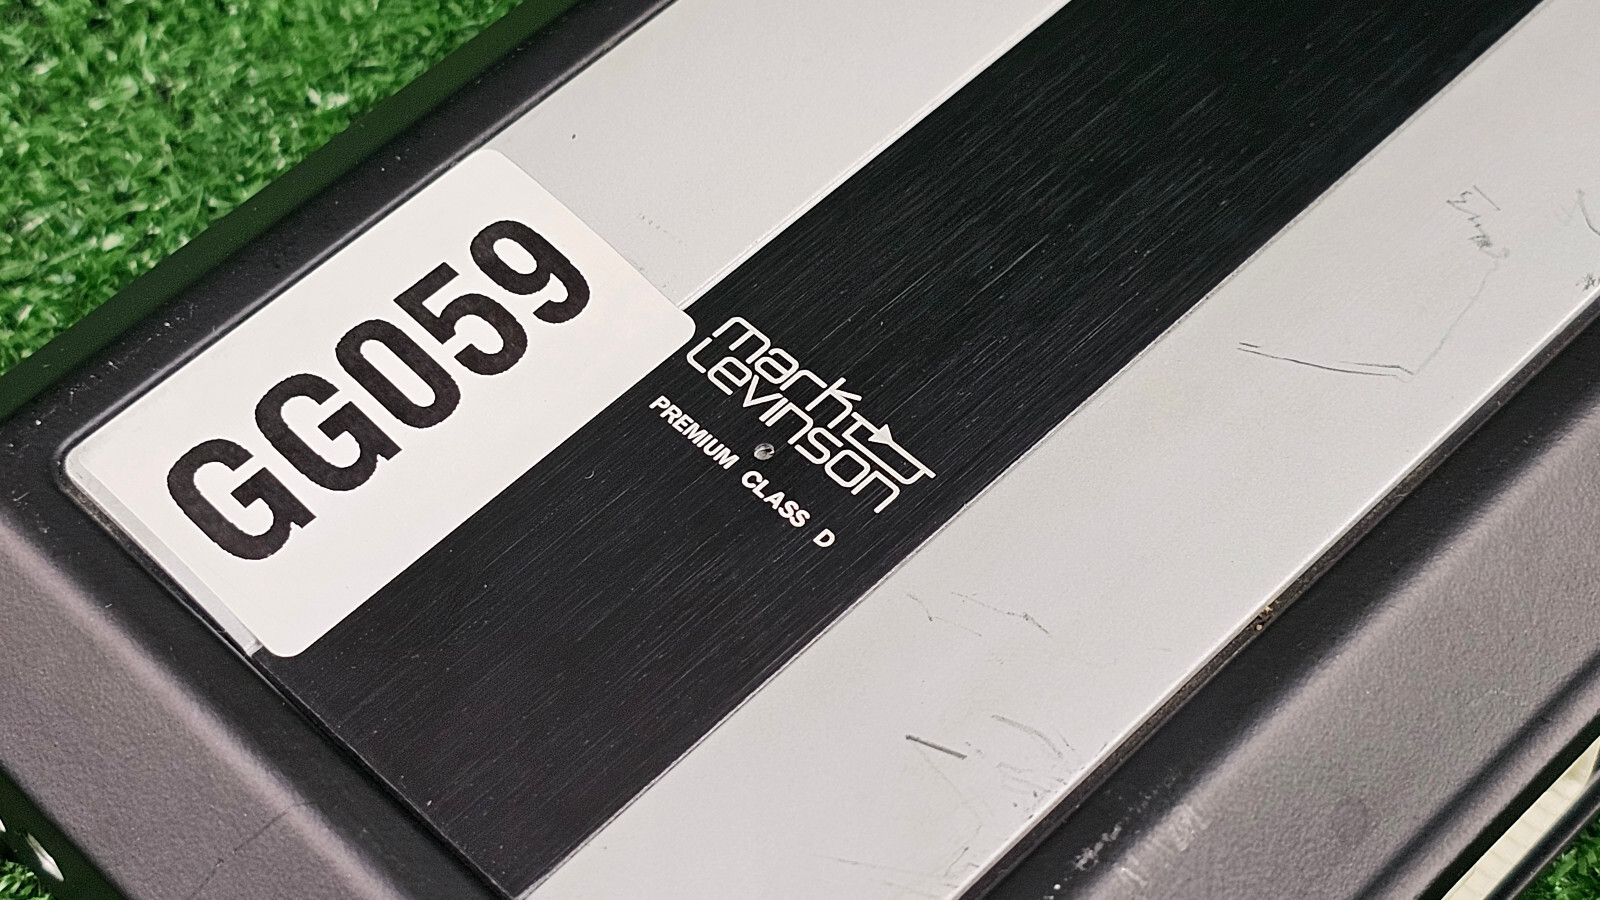 GG059
mark
Levinson
PREMIUM CLASS D